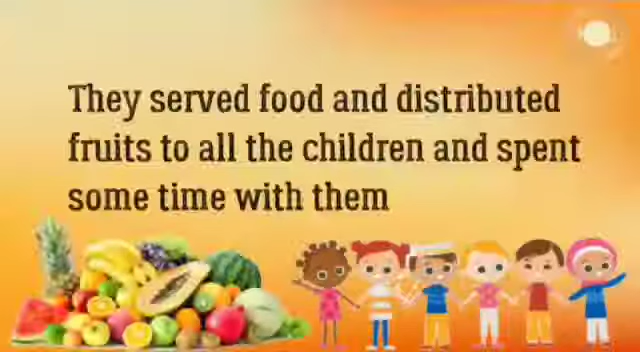 They served food and distributed
fruits to all the children and spent
some time with them